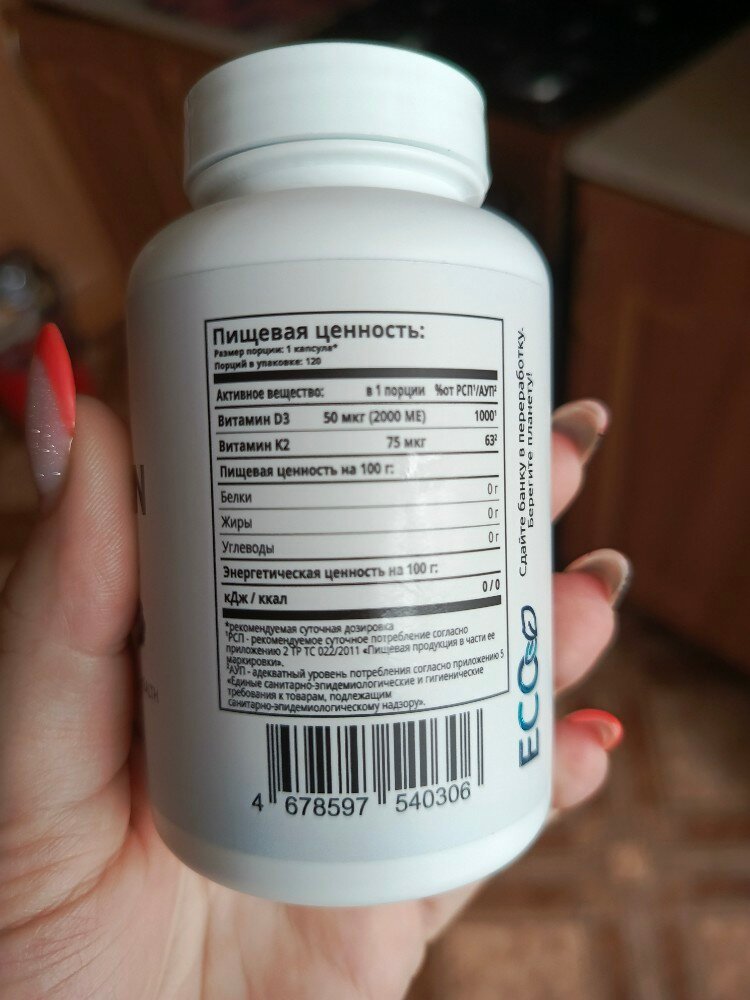 Пищевая ценность:
Размер порции: 1 капсула*
Порций в упаковке: 120
Активное вещество: в 1 порции %от РСП¹/АУП²
Витамин D3 50 мкг (2000 МЕ) 1000¹
Витамин K2 75 мкг 63²
Пищевая ценность на 100 г:
Белки 0 г
Жиры 0 г
Углеводы 0 г
Энергетическая ценность на 100 г:
кДж / ккал 0 / 0
*рекомендуемая суточная дозировка
¹РСП - рекомендуемое суточное потребление согласно
приложению 2 ТР ТС 022/2011 «Пищевая продукция в части ее
маркировки».
²АУП - адекватный уровень потребления согласно приложению 5
«Единые санитарно-эпидемиологические и гигиенические
требования к товарам, подлежащим
санитарно-эпидемиологическому надзору».
4 678597 540306
ECO
Сдайте банку в переработку.
Берегите планету!